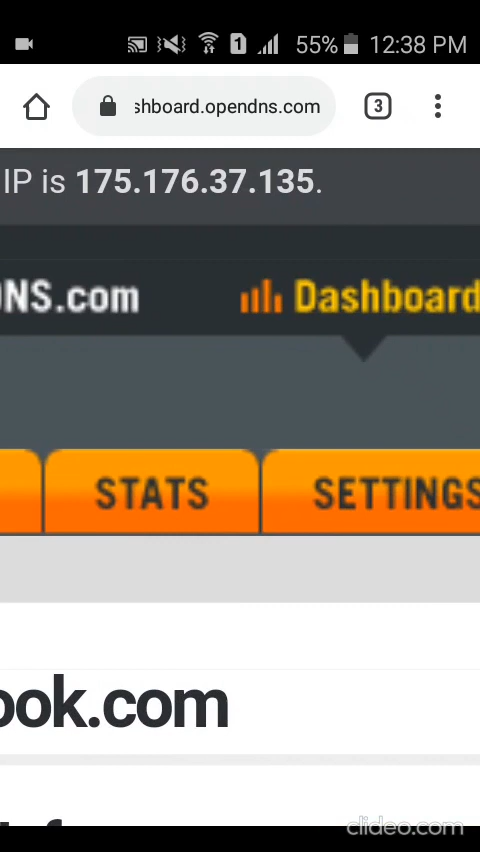 1 55% 12:38 PM
shboard.opendns.com 3
IP is 175.176.37.135.
NS.com Dashboard
STATS SETTINGS
ook.com
clideo.com